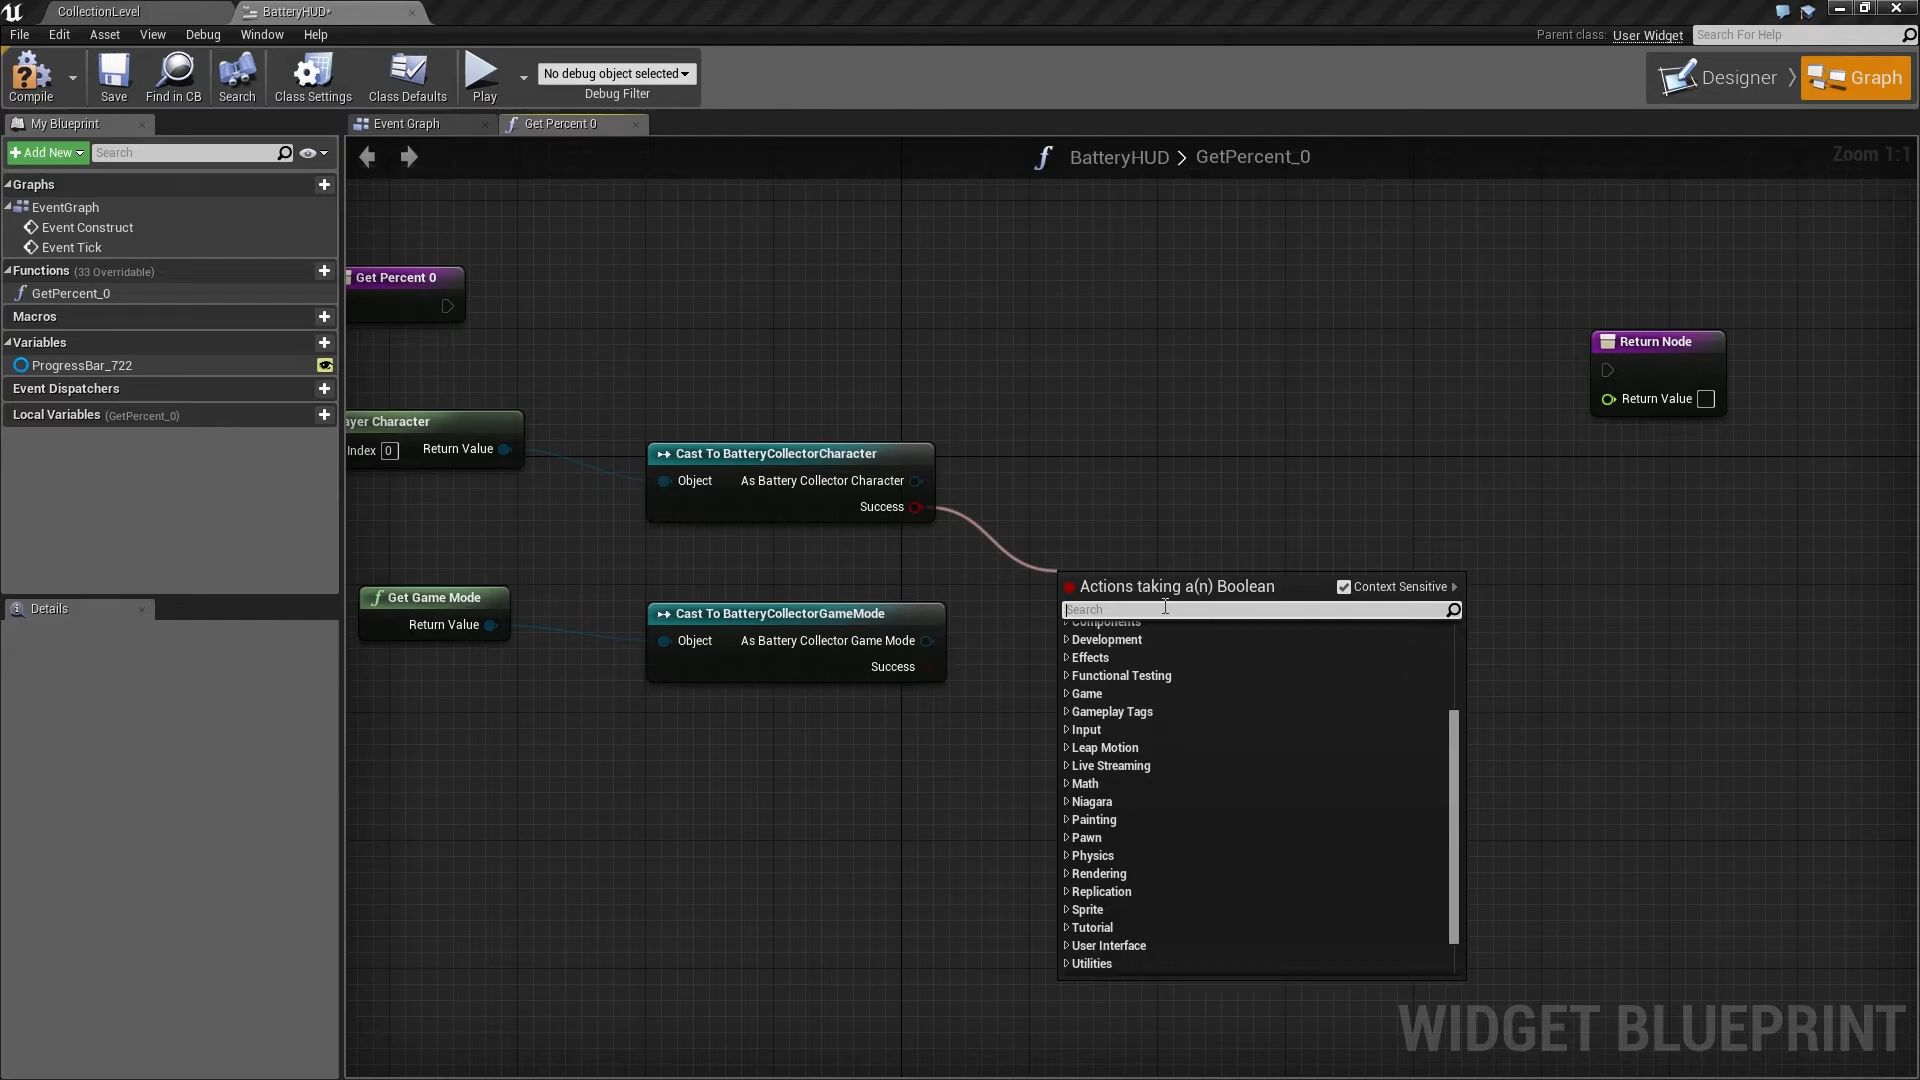 CollectionLevel
BatteryHUD*
File Edit Asset View Debug Window Help
Parent class: User Widget
Search For Help
Compile
Save
Find in CB
Search
Class Settings
Class Defaults
Play
No debug object selected
Debug Filter
Designer
Graph
My Blueprint
Event Graph
Get Percent 0
Add New
Search
BatteryHUD > GetPercent_0
Zoom 1:1
Graphs
EventGraph
Event Construct
Event Tick
Functions (33 Overridable)
GetPercent_0
Macros
Variables
ProgressBar_722
Event Dispatchers
Local Variables (GetPercent_0)
Details
Get Percent 0
Return Node
Return Value
ayer Character
Index 0 Return Value
Cast To BatteryCollectorCharacter
Object As Battery Collector Character
Success
Get Game Mode
Return Value
Cast To BatteryCollectorGameMode
Object As Battery Collector Game Mode
Success
Actions taking a(n) Boolean
Context Sensitive
Search
Components
Development
Effects
Functional Testing
Game
Gameplay Tags
Input
Leap Motion
Live Streaming
Math
Niagara
Painting
Pawn
Physics
Rendering
Replication
Sprite
Tutorial
User Interface
Utilities
WIDGET BLUEPRINT